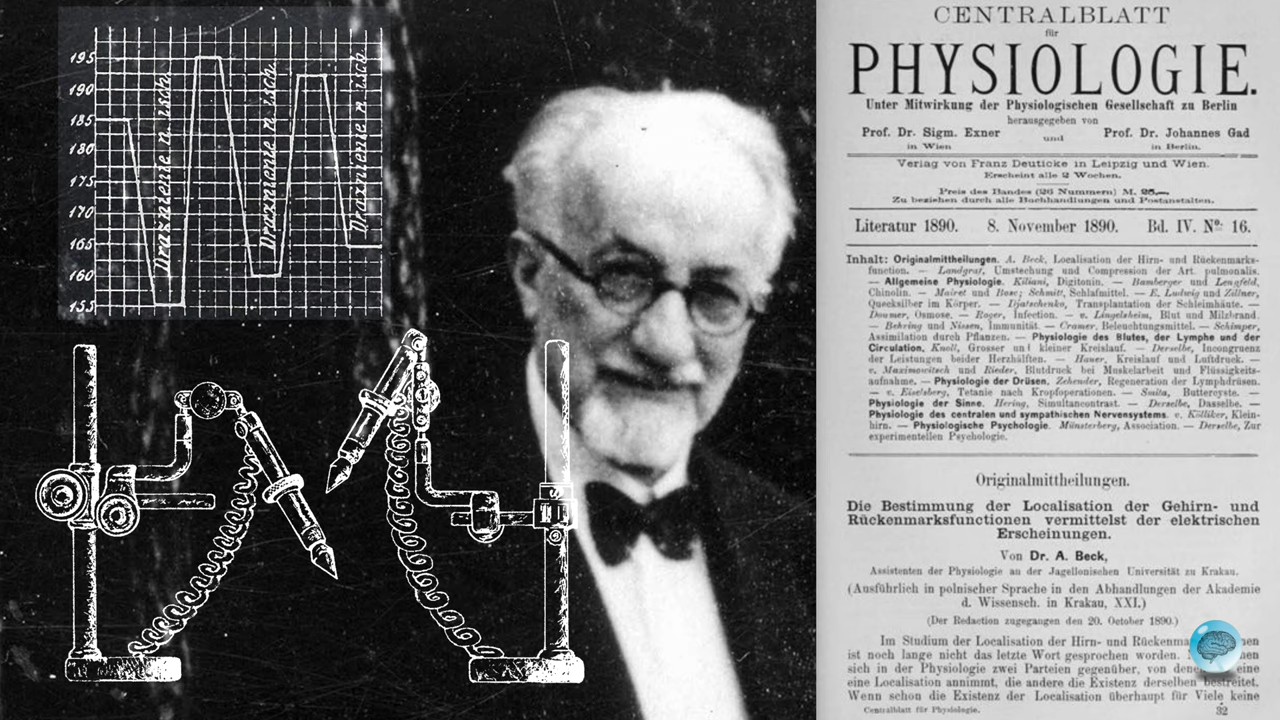 195
190
185
180
175
170
165
160
155
Draznienie n. isch.
Draznienie n. isch.
Draznienie n. isch.
CENTRALBLATT
für
PHYSIOLOGIE.
Unter Mitwirkung der Physiologischen Gesellschaft zu Berlin
herausgegeben von
Prof. Dr. Sigm. Exner und Prof. Dr. Johannes Gad
in Wien in Berlin.
Verlag von Franz Deuticke in Leipzig und Wien.
Erscheint alle 2 Wochen.
Preis des Bandes (26 Nummern) M. 25.—
Zu beziehen durch alle Buchhandlungen und Postanstalten.
Literatur 1890. 8. November 1890. Bd. IV. No. 16.
Inhalt: Originalmittheilungen. A. Beck, Localisation der Hirn- und Rückenmarks-
function. — Landgraf, Umstechung und Compression der Art. pulmonalis.
— Allgemeine Physiologie. Kiliani, Digitonin. — Bamberger und Lengfeld,
Chinolin. — Mairet und Bosc; Schmitt, Schlafmittel. — E. Ludwig und Zillner,
Quecksilber im Körper. — Djatschenko, Transplantation der Schleimhäute. —
Doumer, Osmose. — Roger, Infection. — v. Lingelsheim, Blut und Milzbrand.
— Behring und Nissen, Immunität. — Cramer, Beleuchtungsmittel. — Schimper,
Assimilation durch Pflanzen. — Physiologie des Blutes, der Lymphe und der
Circulation. Knoll, Grosser und kleiner Kreislauf. — Derselbe, Incongruenz
der Leistungen beider Herzhälften. — Hauer, Kreislauf und Luftdruck. —
v. Maximowitsch und Rieder, Blutdruck bei Muskelarbeit und Flüssigkeits-
aufnahme. — Physiologie der Drüsen. Zehender, Regeneration der Lymphdrüsen.
— v. Eiselsberg, Tetanie nach Kropfoperationen. — Smita, Buttercyste. —
Physiologie der Sinne. Hering, Simultancontrast. — Derselbe, Dasselbe. —
Physiologie des centralen und sympathischen Nervensystems. v. Kölliker, Klein-
hirn. — Physiologische Psychologie. Münsterberg, Association. — Derselbe, Zur
experimentellen Psychologie.
Originalmittheilungen.
Die Bestimmung der Localisation der Gehirn- und
Rückenmarksfunctionen vermittelst der elektrischen
Erscheinungen.
Von Dr. A. Beck,
Assistenten der Physiologie an der Jagellonischen Universität zu Krakau.
(Ausführlich in polnischer Sprache in den Abhandlungen der Akademie
d. Wissensch. in Krakau, XXI.)
(Der Redaction zugegangen den 20. October 1890.)
Im Studium der Localisation der Hirn- und
ist noch lange nicht das letzte Wort gesprochen worden.
sich in der Physiologie zwei Parteien gegenüber, von eine
eine Localisation annimmt, die andere die Existenz derselben bestreitet.
Wenn schon die Existenz der Localisation überhaupt für Viele keine
Centralblatt für Physiologie. 32